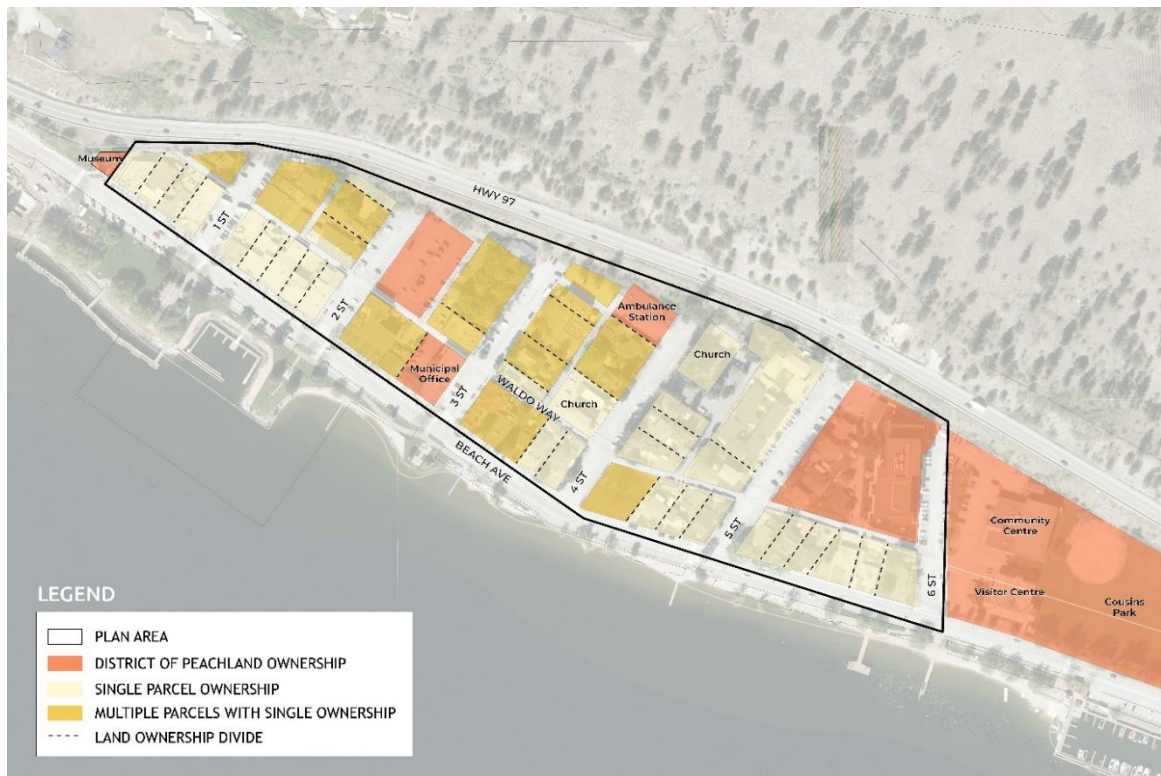 Museum
HWY 97
1 ST
2 ST
Ambulance
Station
Church
Municipal
Office
3 ST
WALDO WAY
Church
BEACH AVE
4 ST
5 ST
Community
Centre
6 ST
Visitor Centre
Cousins
Park
LEGEND
PLAN AREA
DISTRICT OF PEACHLAND OWNERSHIP
SINGLE PARCEL OWNERSHIP
MULTIPLE PARCELS WITH SINGLE OWNERSHIP
LAND OWNERSHIP DIVIDE